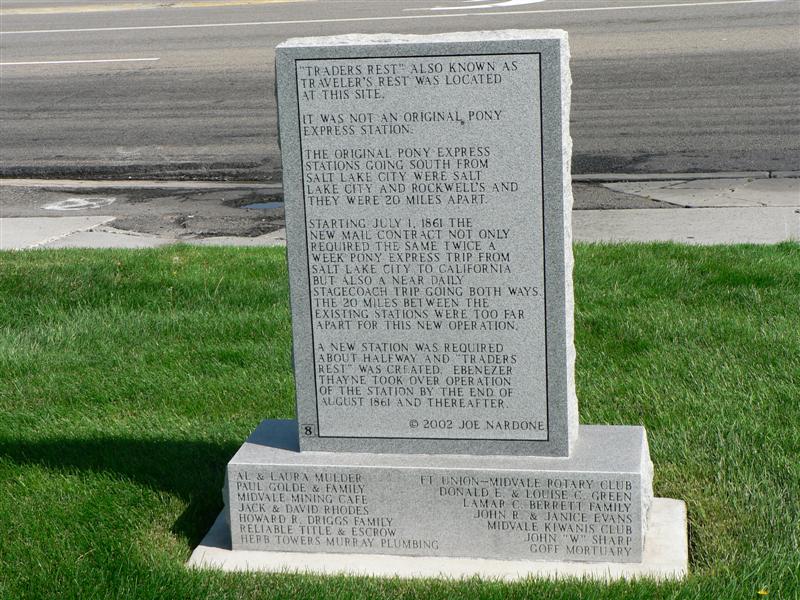 "TRADERS REST" ALSO KNOWN AS
TRAVELER'S REST WAS LOCATED
AT THIS SITE.
IT WAS NOT AN ORIGINAL PONY
EXPRESS STATION.
THE ORIGINAL PONY EXPRESS
STATIONS GOING SOUTH FROM
SALT LAKE CITY WERE SALT
LAKE CITY AND ROCKWELL'S AND
THEY WERE 20 MILES APART.
STARTING JULY 1, 1861 THE
NEW MAIL CONTRACT NOT ONLY
REQUIRED THE SAME TWICE A
WEEK PONY EXPRESS TRIP FROM
SALT LAKE CITY TO CALIFORNIA
BUT ALSO A NEAR DAILY
STAGECOACH TRIP GOING BOTH WAYS.
THE 20 MILES BETWEEN THE
EXISTING STATIONS WERE TOO FAR
APART FOR THIS NEW OPERATION.
A NEW STATION WAS REQUIRED
ABOUT HALFWAY AND "TRADERS
REST" WAS CREATED. EBENEZER
THAYNE TOOK OVER OPERATION
OF THE STATION BY THE END OF
AUGUST 1861 AND THEREAFTER.
© 2002 JOE NARDONE
8
AL & LAURA MULDER
PAUL GOLDE & FAMILY
MIDVALE MINING CAFE
JACK & DAVID RHODES
HOWARD R. DRIGGS FAMILY
RELIABLE TITLE & ESCROW
HERB TOWERS MURRAY PLUMBING
FT UNION-MIDVALE ROTARY CLUB
DONALD E. & LOUISE C. GREEN
LAMAR C. BERRETT FAMILY
JOHN R. & JANICE EVANS
MIDVALE KIWANIS CLUB
JOHN "W" SHARP
GOFF MORTUARY